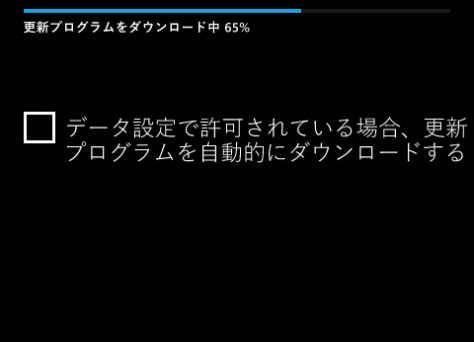 更新プログラムをダウンロード中 65%
データ設定で許可されている場合、更新
プログラムを自動的にダウンロードする